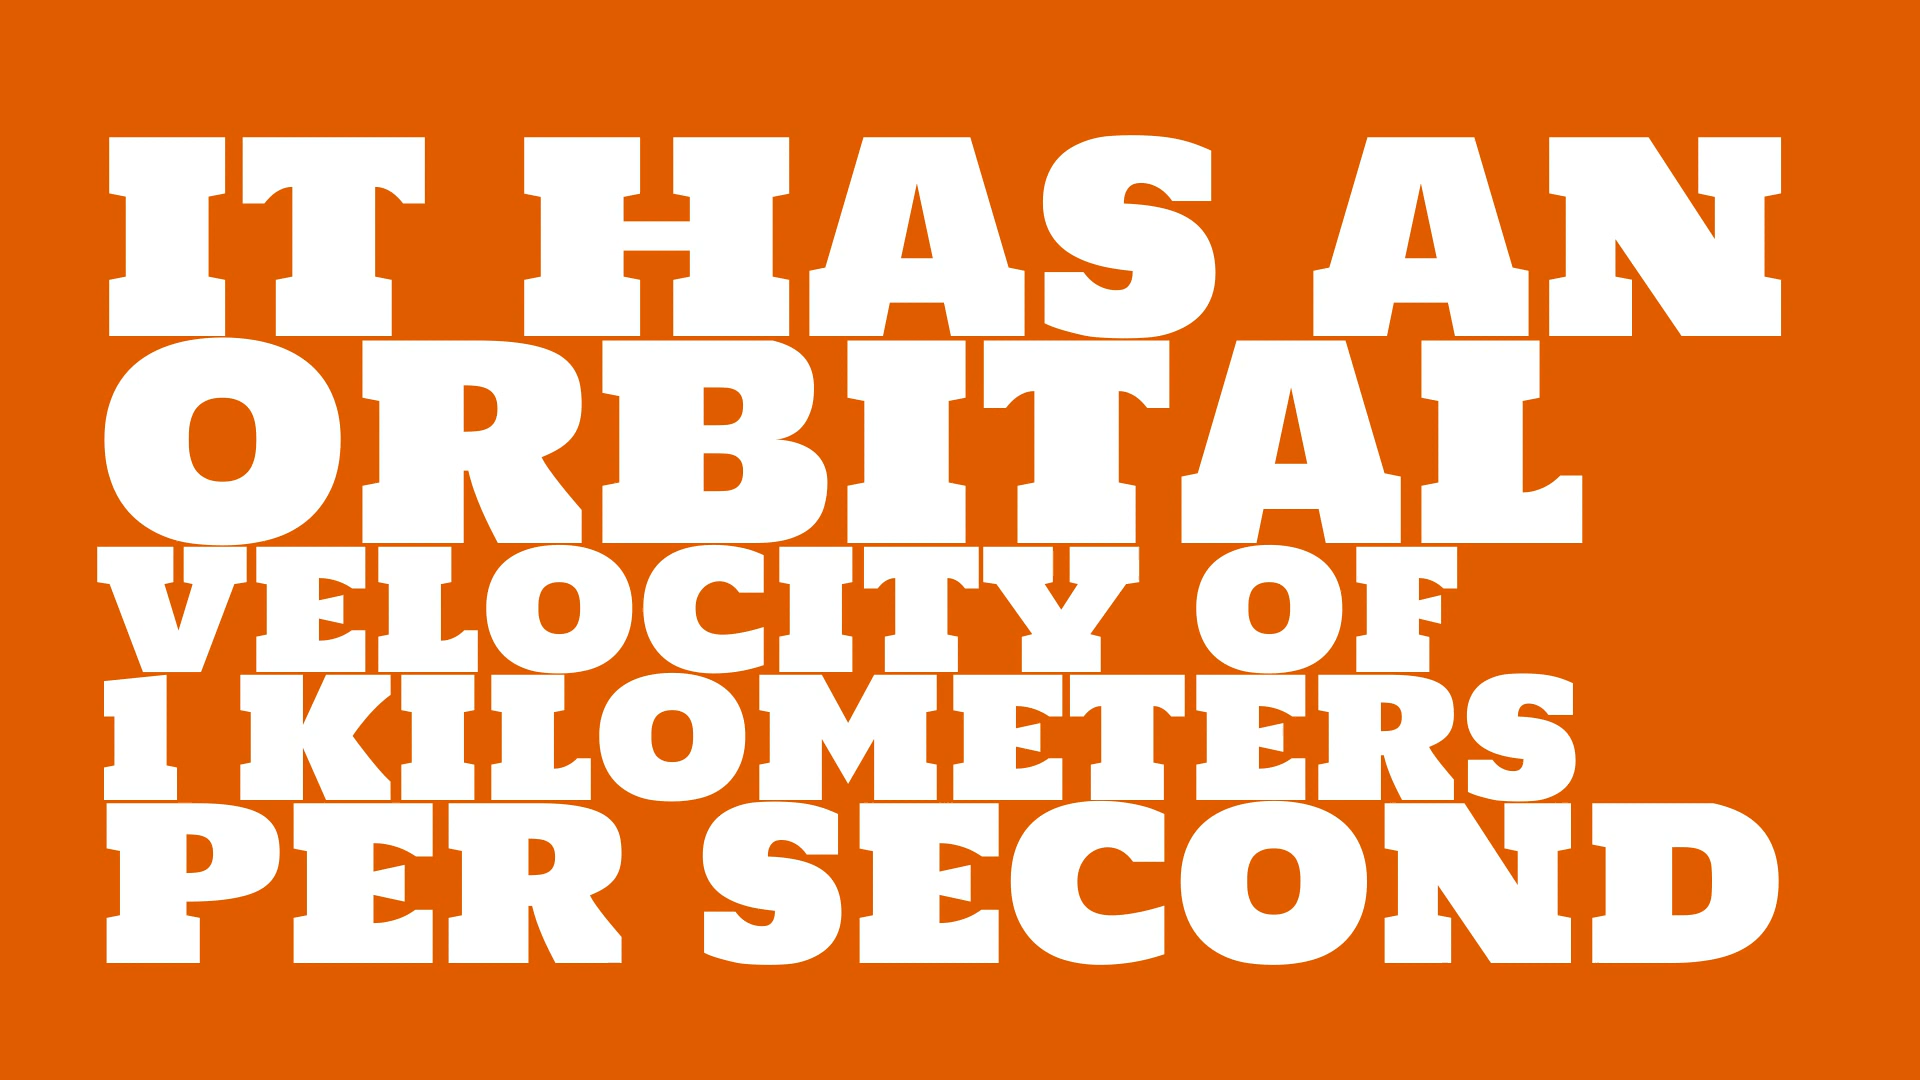 IT HAS AN
ORBITAL
VELOCITY OF
1 KILOMETERS
PER SECOND